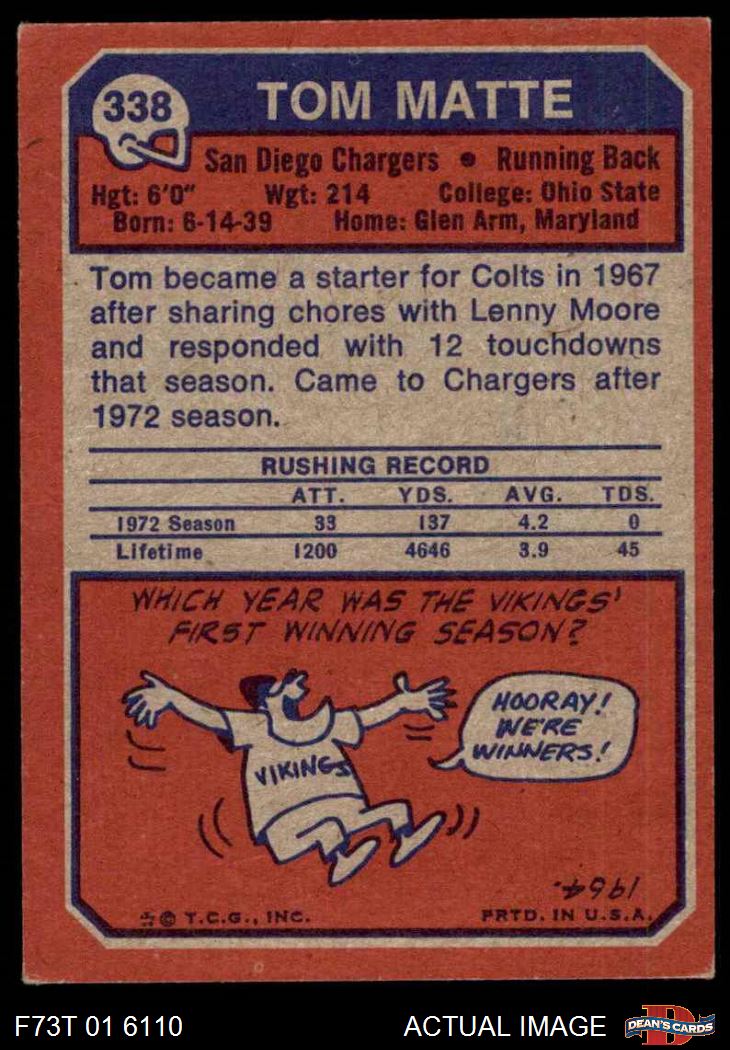 338
TOM MATTE
San Diego Chargers • Running Back
Hgt: 6'0" Wgt: 214 College: Ohio State
Born: 6-14-39 Home: Glen Arm, Maryland
Tom became a starter for Colts in 1967
after sharing chores with Lenny Moore
and responded with 12 touchdowns
that season. Came to Chargers after
1972 season.
RUSHING RECORD
ATT. YDS. AVG. TDS.
1972 Season 33 137 4.2 0
Lifetime 1200 4646 3.9 45
WHICH YEAR WAS THE VIKINGS'
FIRST WINNING SEASON?
HOORAY!
WE'RE
WINNERS!
VIKINGS
1964.
© T.C.G., INC. PRTD. IN U.S.A.
F73T 01 6110 ACTUAL IMAGE
D
DEAN'S CARDS